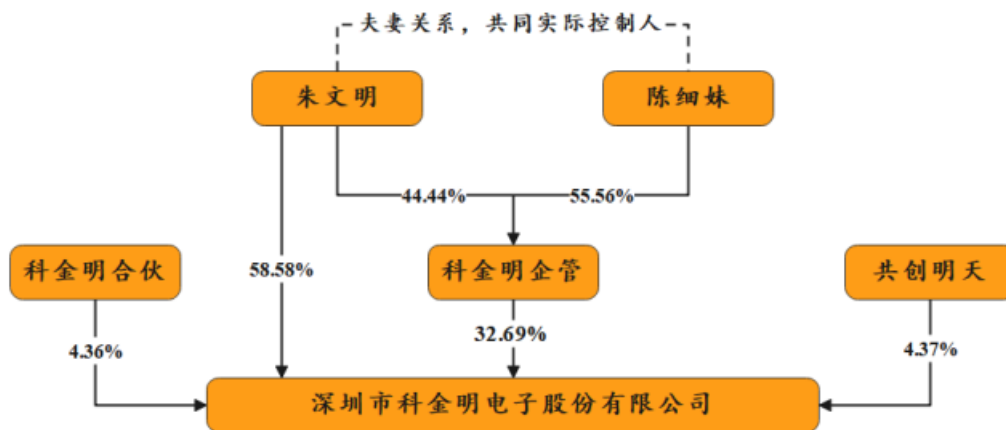 夫妻关系，共同实际控制人
朱文明
陈细妹
44.44%
55.56%
科金明合伙
58.58%
科金明企管
共创明天
4.36%
32.69%
4.37%
深圳市科金明电子股份有限公司